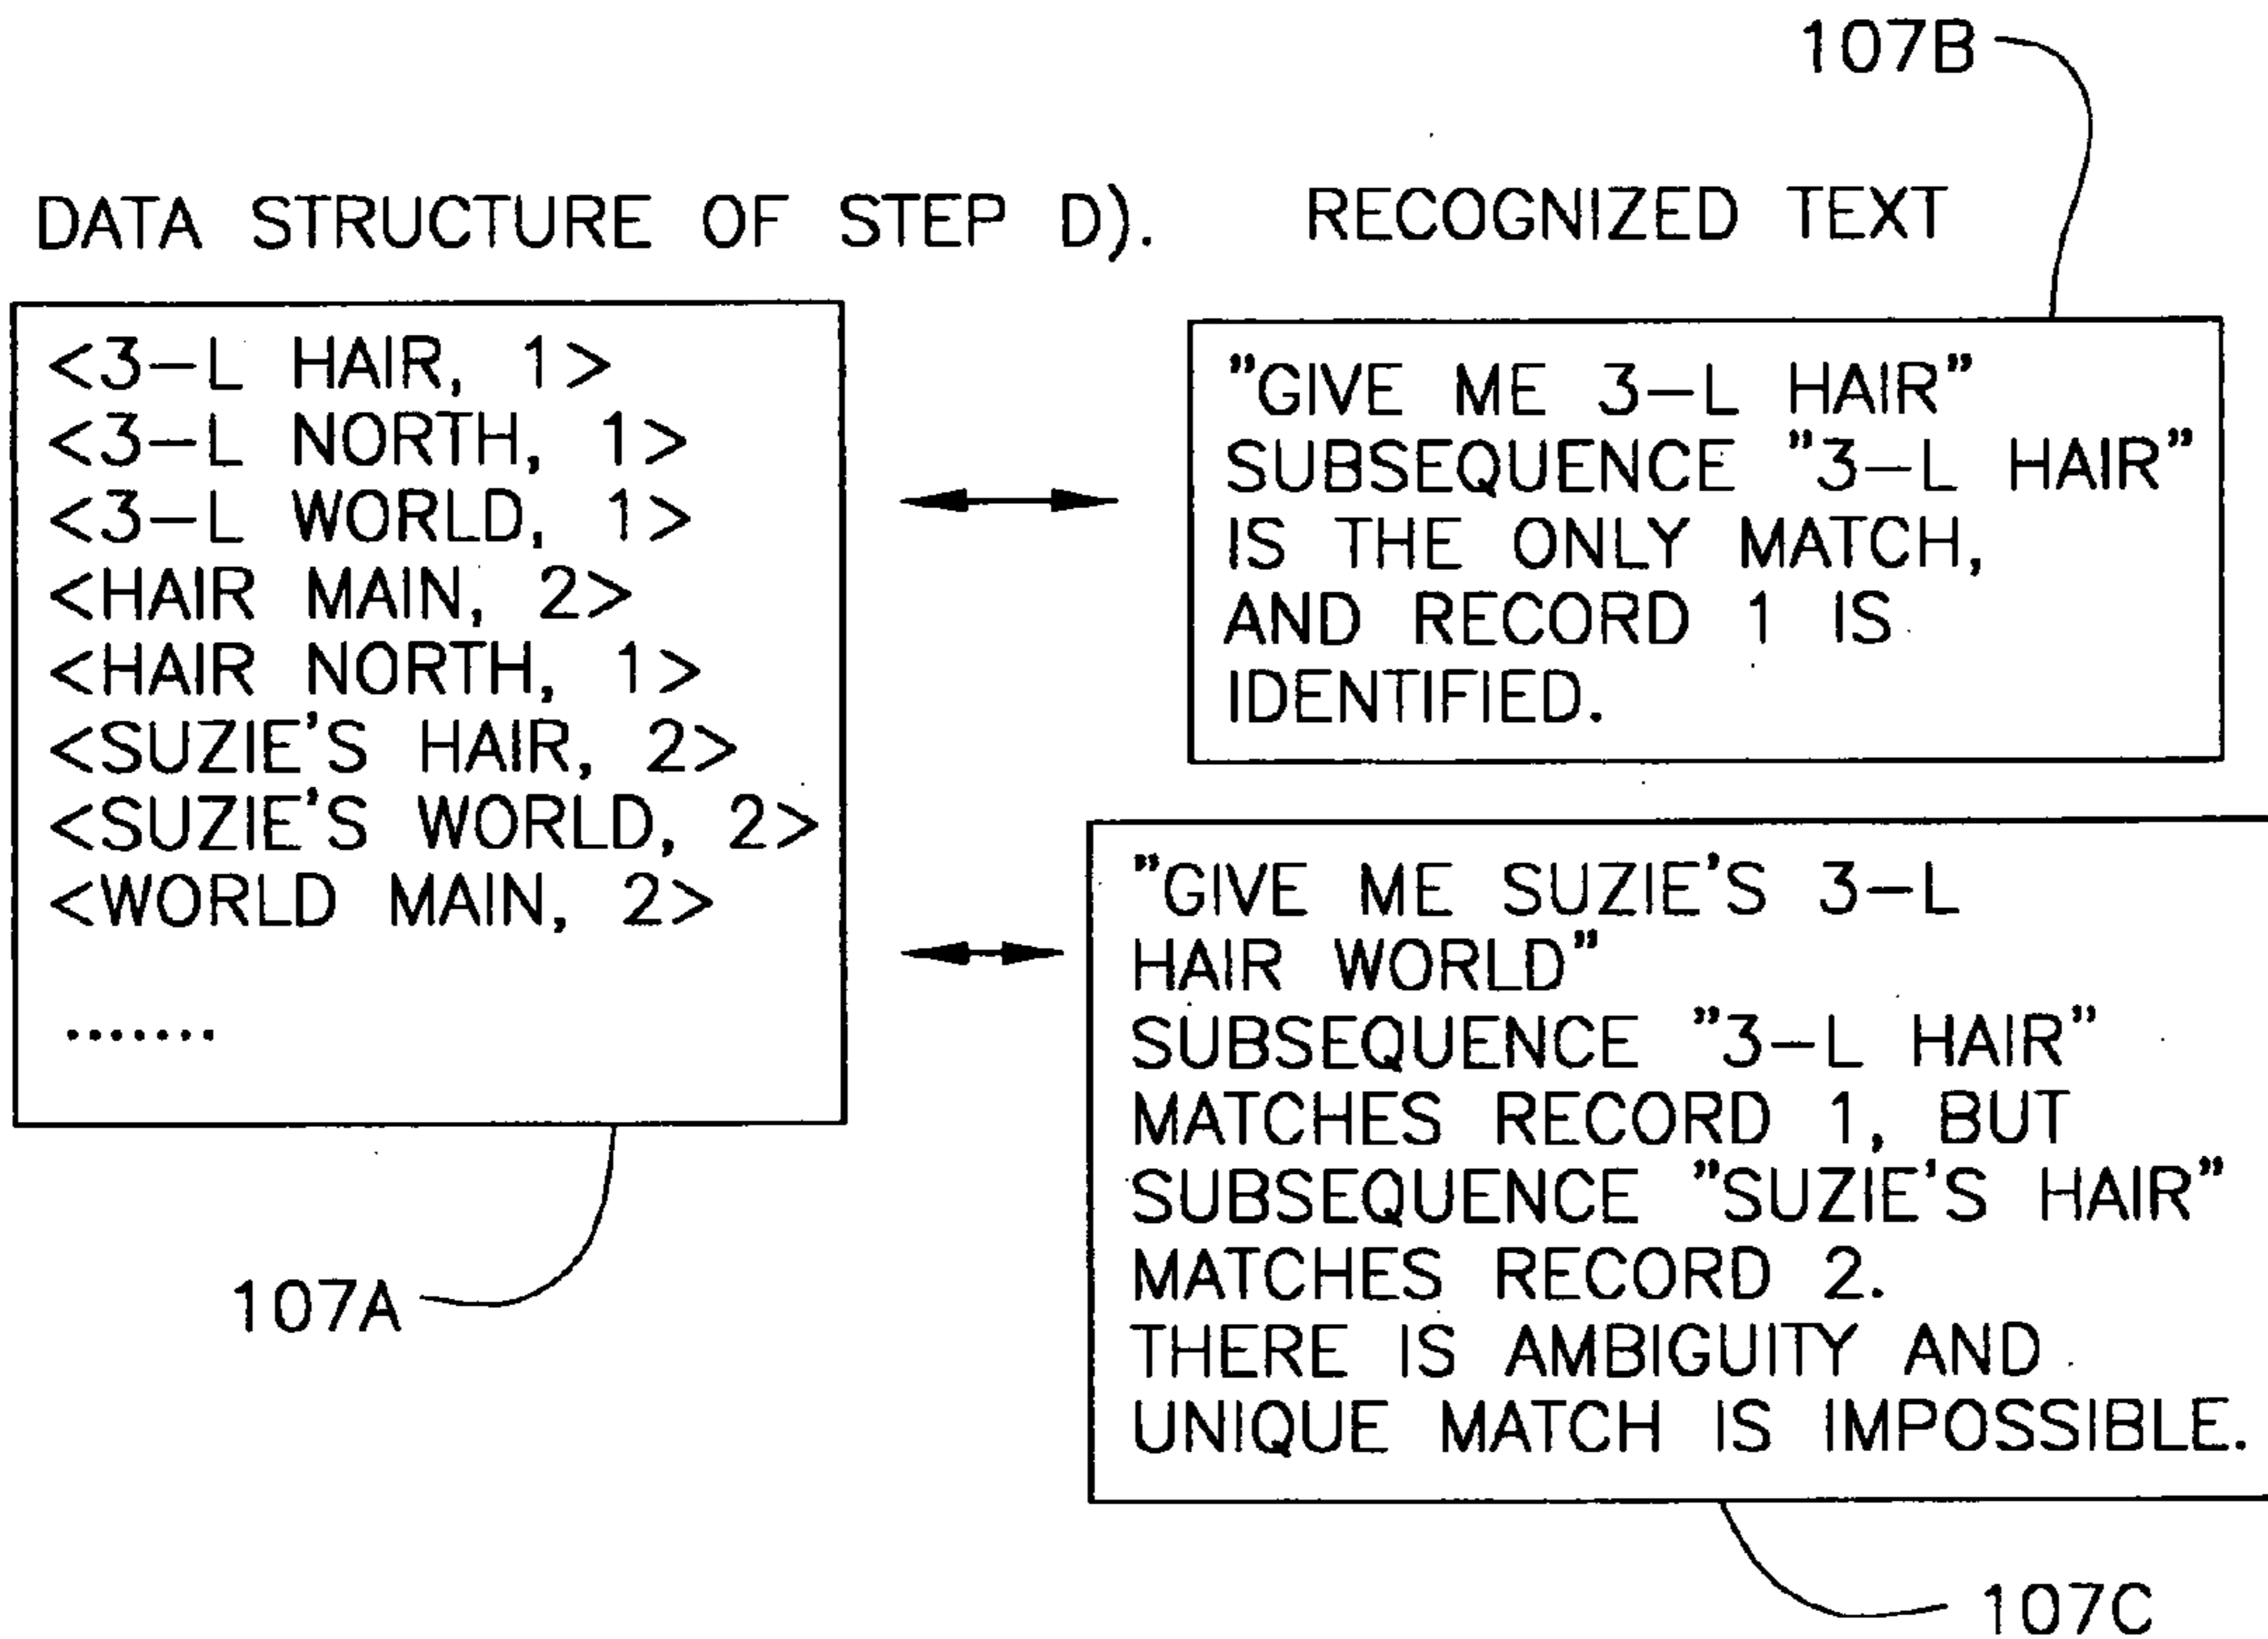 107B
DATA STRUCTURE OF STEP D). RECOGNIZED TEXT
<3-L HAIR, 1>
<3-L NORTH, 1>
<3-L WORLD, 1>
<HAIR MAIN, 2>
<HAIR NORTH, 1>
<SUZIE'S HAIR, 2>
<SUZIE'S WORLD, 2>
<WORLD MAIN, 2>
.......
107A
"GIVE ME 3-L HAIR"
SUBSEQUENCE "3-L HAIR"
IS THE ONLY MATCH,
AND RECORD 1 IS
IDENTIFIED.
"GIVE ME SUZIE'S 3-L
HAIR WORLD"
SUBSEQUENCE "3-L HAIR"
MATCHES RECORD 1, BUT
SUBSEQUENCE "SUZIE'S HAIR"
MATCHES RECORD 2.
THERE IS AMBIGUITY AND
UNIQUE MATCH IS IMPOSSIBLE.
107C